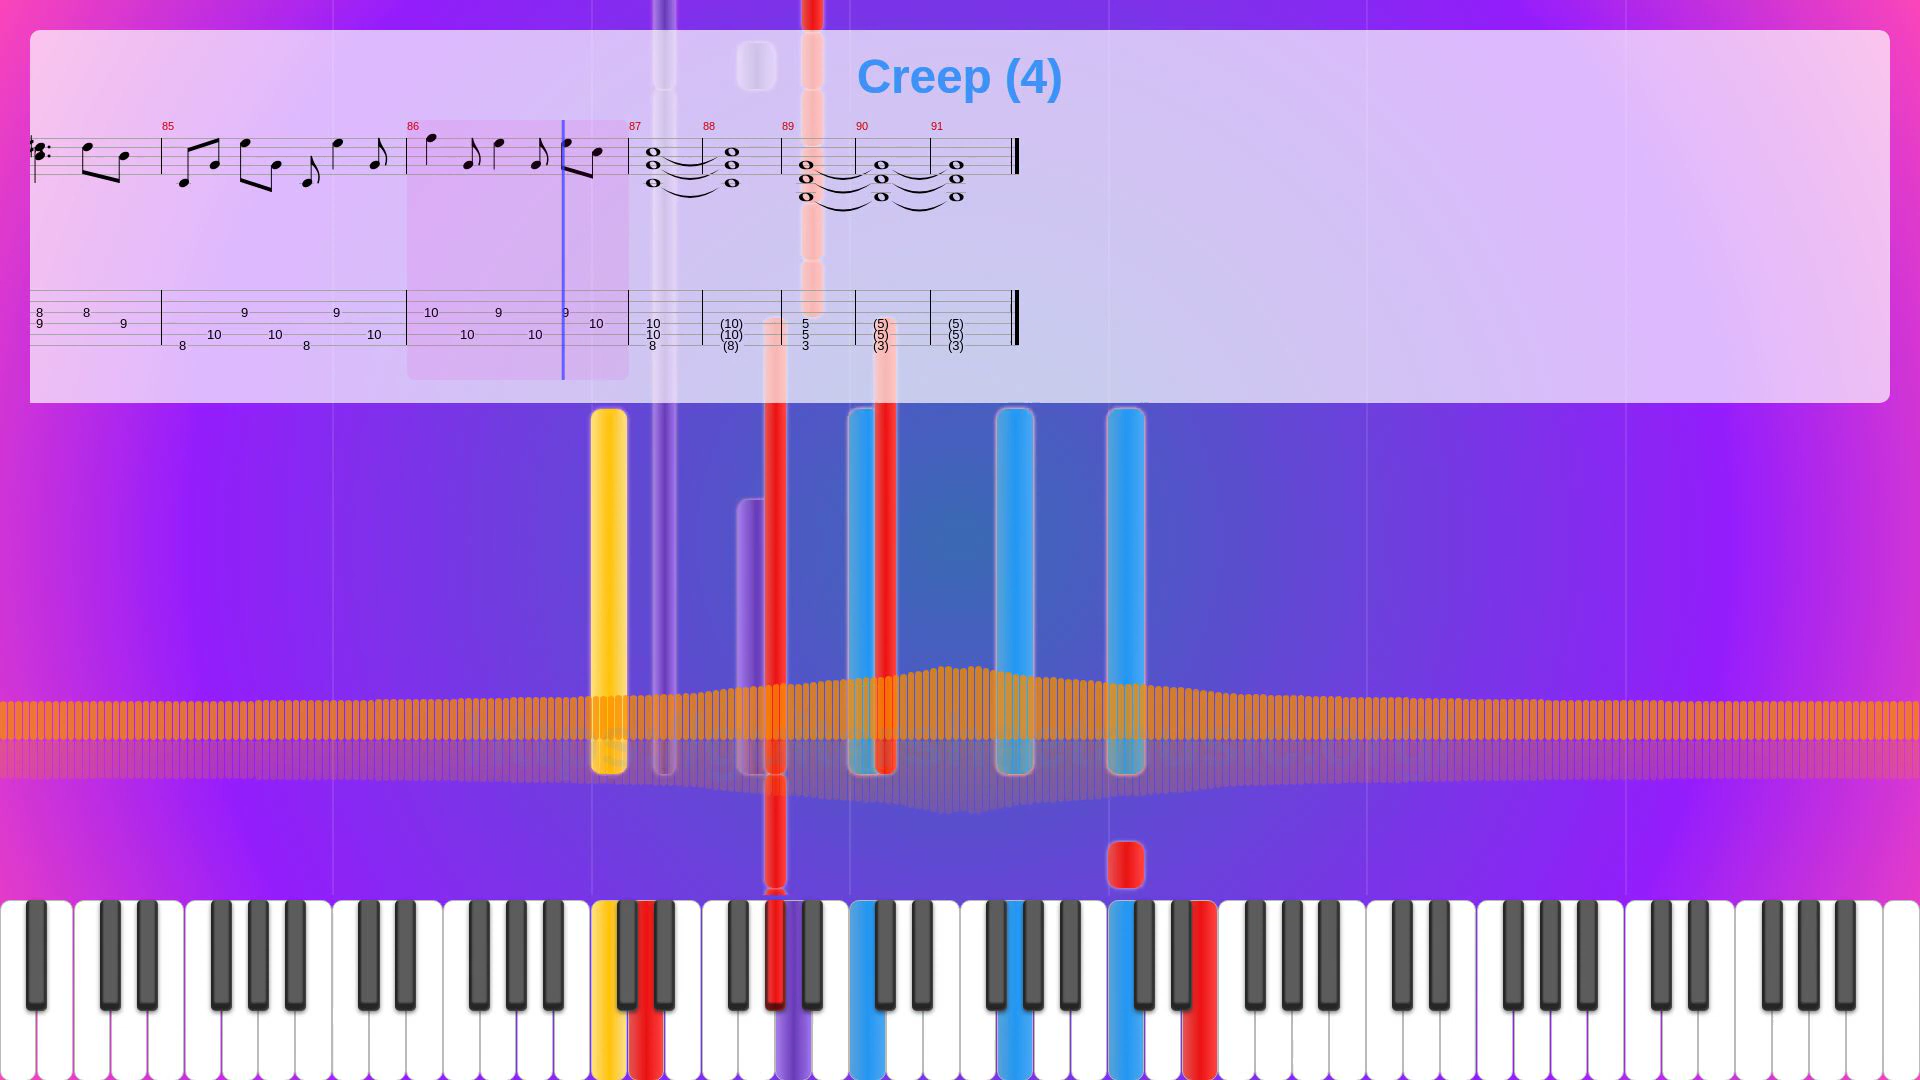 Creep (4)
85 86 87 88 89 90 91
8 8 9 9 10 9 9 10 10
9 9 10 10 (10) 5 (5) (5)
10 10 10 10 10 10 (10) 5 (5) (5)
8 8 8 (8) 3 (3) (3)